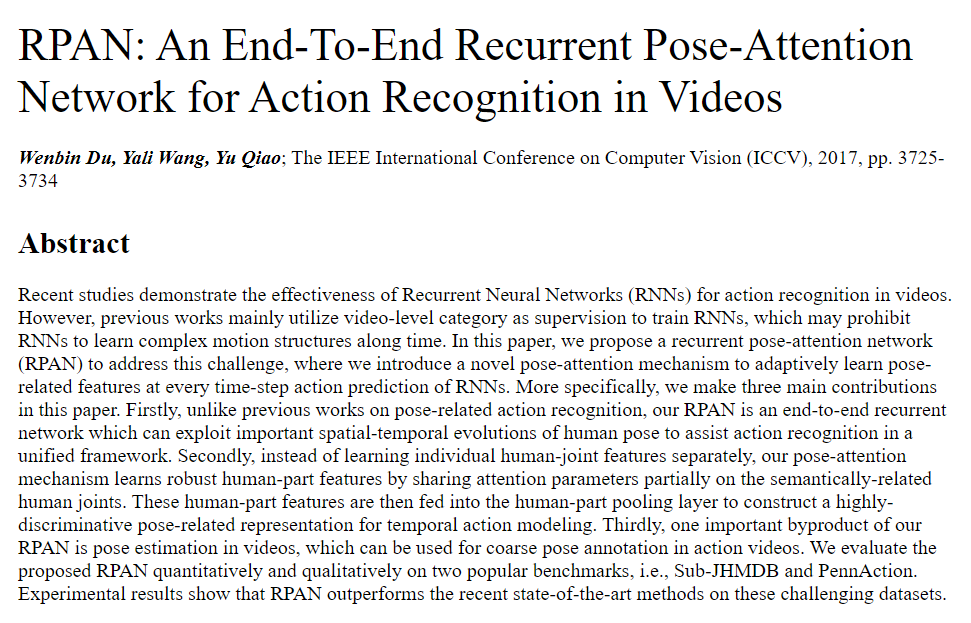 RPAN: An End-To-End Recurrent Pose-Attention
Network for Action Recognition in Videos
Wenbin Du, Yali Wang, Yu Qiao; The IEEE International Conference on Computer Vision (ICCV), 2017, pp. 3725-
3734
Abstract
Recent studies demonstrate the effectiveness of Recurrent Neural Networks (RNNs) for action recognition in videos.
However, previous works mainly utilize video-level category as supervision to train RNNs, which may prohibit
RNNs to learn complex motion structures along time. In this paper, we propose a recurrent pose-attention network
(RPAN) to address this challenge, where we introduce a novel pose-attention mechanism to adaptively learn pose-
related features at every time-step action prediction of RNNs. More specifically, we make three main contributions
in this paper. Firstly, unlike previous works on pose-related action recognition, our RPAN is an end-to-end recurrent
network which can exploit important spatial-temporal evolutions of human pose to assist action recognition in a
unified framework. Secondly, instead of learning individual human-joint features separately, our pose-attention
mechanism learns robust human-part features by sharing attention parameters partially on the semantically-related
human joints. These human-part features are then fed into the human-part pooling layer to construct a highly-
discriminative pose-related representation for temporal action modeling. Thirdly, one important byproduct of our
RPAN is pose estimation in videos, which can be used for coarse pose annotation in action videos. We evaluate the
proposed RPAN quantitatively and qualitatively on two popular benchmarks, i.e., Sub-JHMDB and PennAction.
Experimental results show that RPAN outperforms the recent state-of-the-art methods on these challenging datasets.